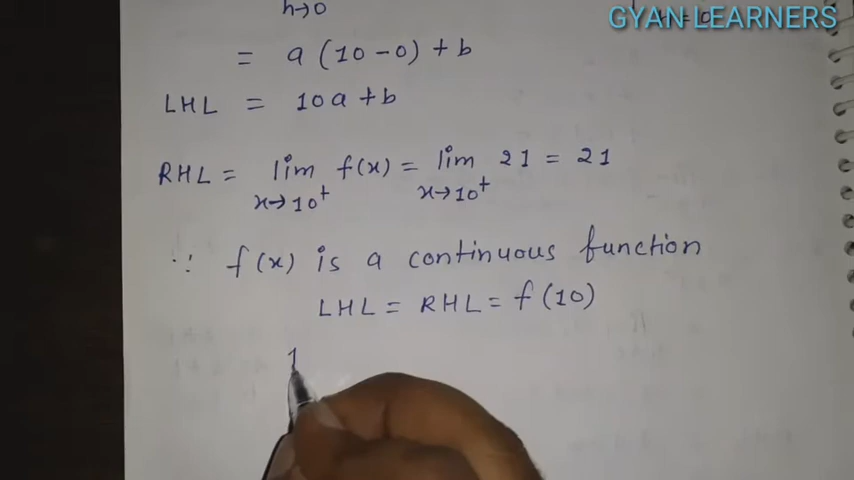 h→0
GYAN LEARNERS
= a (10 - 0) + b
LHL = 10a + b
RHL = lim f(x) = lim 21 = 21
x→10⁺ x→10⁺
∵ f(x) is a continuous function
LHL = RHL = f(10)
1